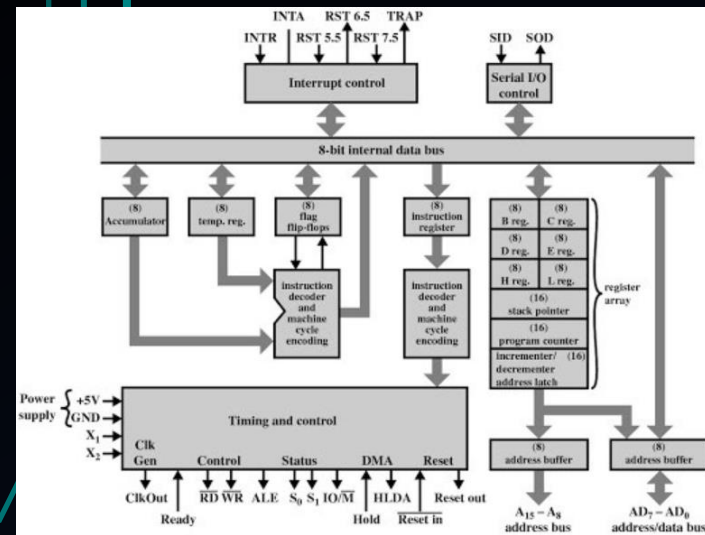 INTA RST 6.5 TRAP
INTR RST 5.5 RST 7.5
SID SOD
Interrupt control
Serial I/O
control
8-bit internal data bus
(8)
Accumulator
(8)
temp. reg.
(8)
flag
flip-flops
(8)
instruction
register
(8) (8)
B reg. C reg.
(8) (8)
D reg. E reg.
(8) (8)
H reg. L reg.
(16)
stack pointer
(16)
program counter
incrementer/ (16)
decrementer
address latch
register
array
instruction
decoder
and
machine
cycle
encoding
instruction
decoder
and
machine
cycle
encoding
Power
supply
+5V
GND
X₁
X₂
Timing and control
Clk
Gen Control Status DMA Reset
ClkOut R̅D̅ W̅R̅ ALE S₀ S₁ IO/M̅ HLDA Reset out
Ready Hold R̅e̅s̅e̅t̅ i̅n̅
(8)
address buffer
(8)
address buffer
A₁₅ – A₈
address bus
AD₇ – AD₀
address/data bus